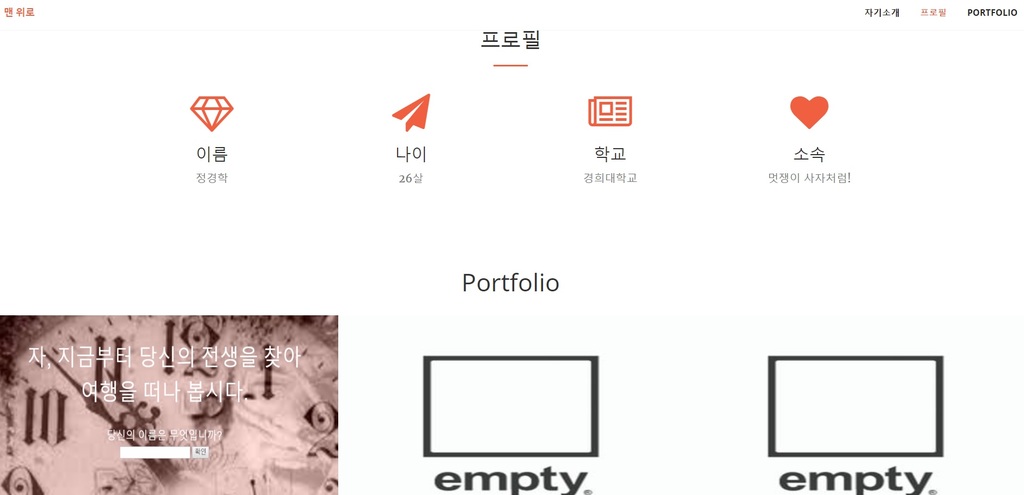 맨 위로
자기소개
프로필
PORTFOLIO
프로필
이름
나이
학교
소속
정경학
26살
경희대학교
멋쟁이 사자처럼!
Portfolio
자, 지금부터 당신의 전생을 찾아
여행을 떠나 봅시다.
당신의 이름은 무엇입니까?
확인
empty®
empty®